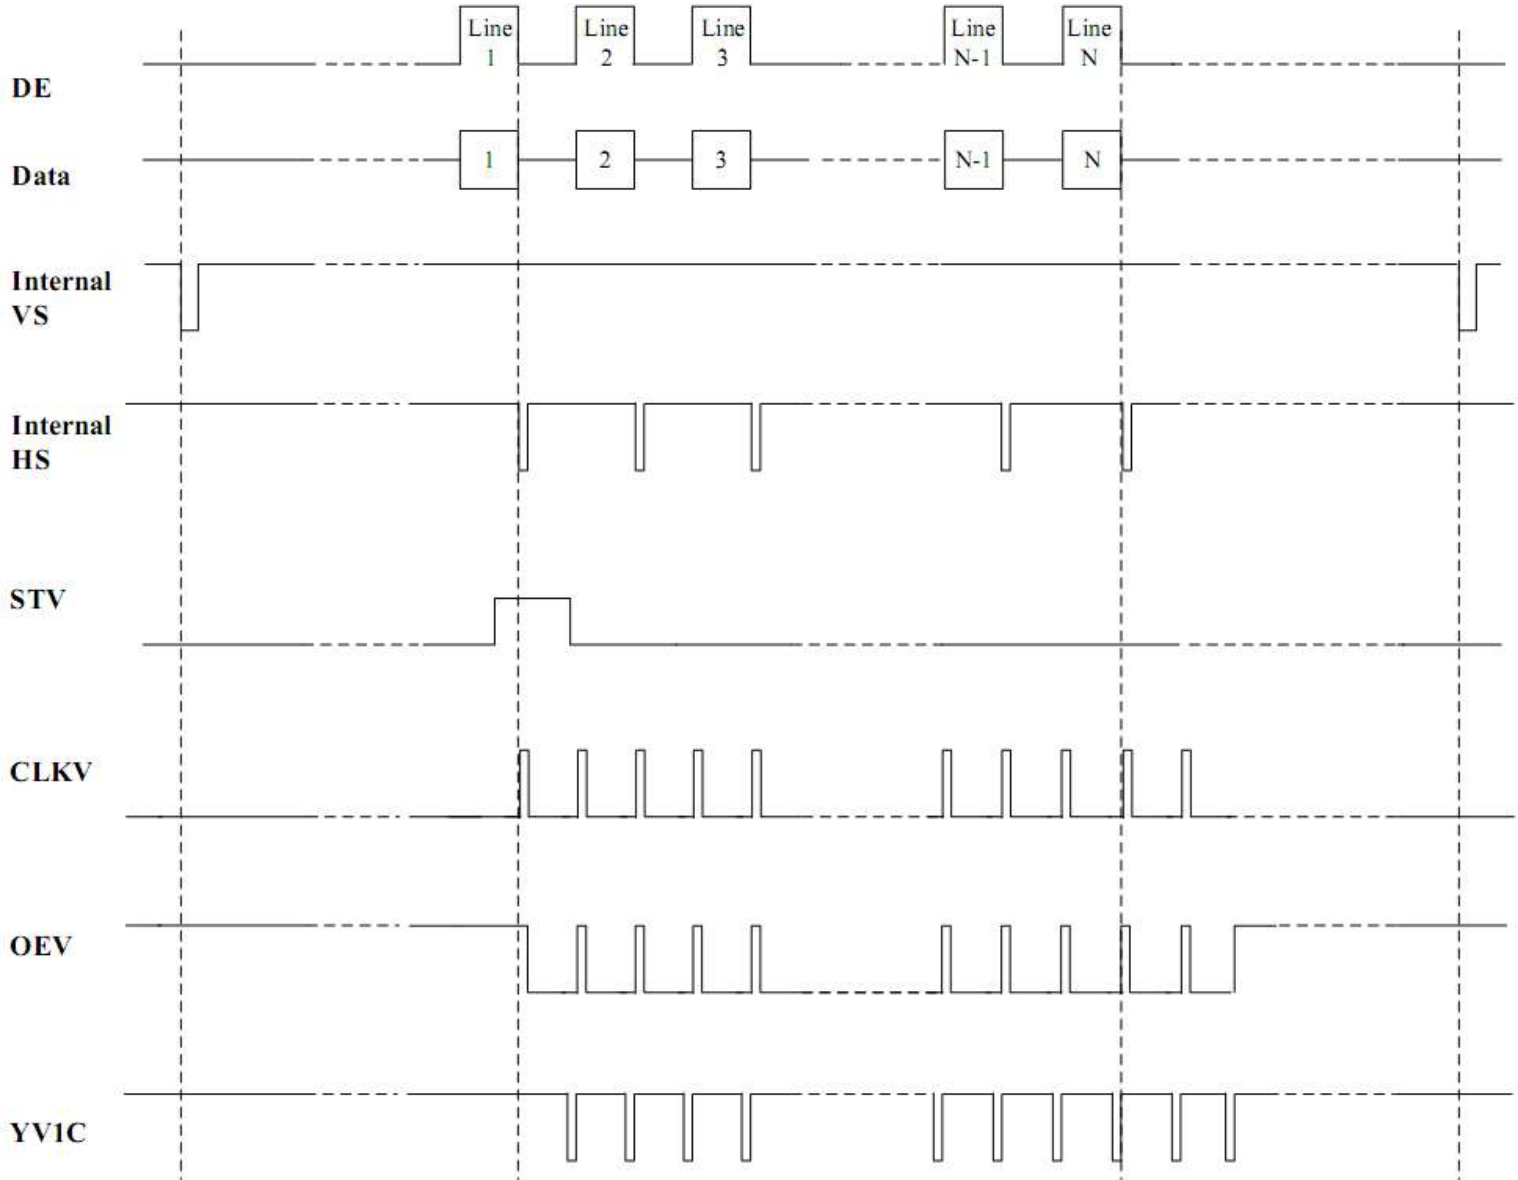 Line 1
Line 2
Line 3
Line N-1
Line N
DE
Data
1
2
3
N-1
N
Internal VS
Internal HS
STV
CLKV
OEV
YV1C